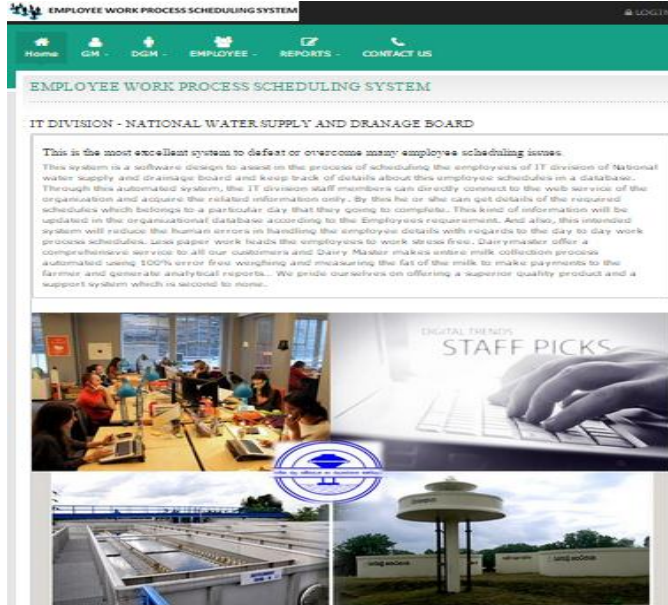 EMPLOYEE WORK PROCESS SCHEDULING SYSTEM
LOGIN
Home GM DGM EMPLOYEE REPORTS CONTACT US
EMPLOYEE WORK PROCESS SCHEDULING SYSTEM
IT DIVISION - NATIONAL WATER SUPPLY AND DRANAGE BOARD
This is the most excellent system to defeat or overcome many employee scheduling issues.
This system is a software design to assist in the process of scheduling the employees of IT division of National
water supply and drainage board and keep track of details about this employee schedules in a database.
Through this automated system, the IT division staff members can directly connect to the web service of the
organization and acquire the related information only. By this he or she can get details of the required
schedules which belongs to a particular day that they going to complete. This kind of information will be
updated in the organizational database according to the Employees requirement. And also, this intended
system will reduce the human errors in handling the employee details with regards to the day to day work
process schedules. Less paper work leads the employees to work stress free. Dairymaster offer a
comprehensive service to all our customers and Dairy Master makes entire milk collection process
automated using 100% error free weighing and measuring the fat of the milk to make payments to the
farmer and generate analytical reports.. We pride ourselves on offering a superior quality product and a
support system which is second to none.
DIGITAL TRENDS
STAFF PICKS